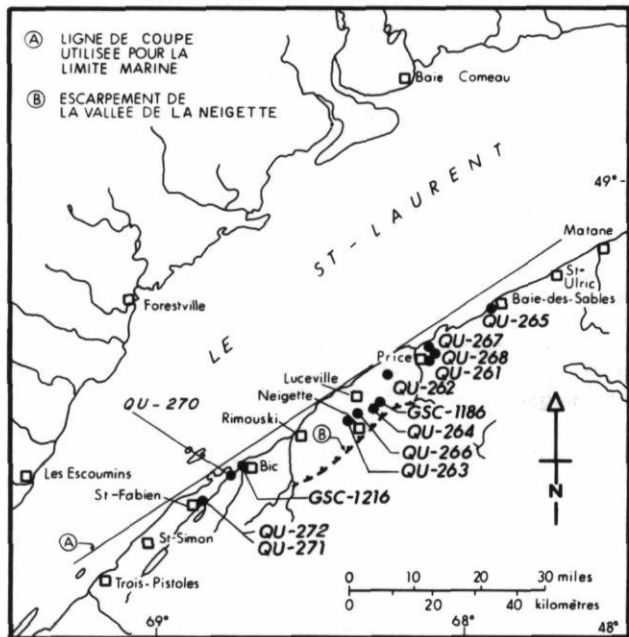 A LIGNE DE COUPE
UTILISÉE POUR LA
LIMITE MARINE
B ESCARPEMENT DE
LA VALLÉE DE LA NEIGETTE
Baie Comeau
49°
LE ST-LAURENT
Matane
St-Ulric
Baie-des-Sables
QU-265
Forestville
QU-267
QU-268
QU-261
Price
QU-262
Luceville
Neigette
GSC-1186
QU-264
QU-266
QU-263
QU-270
Rimouski
B
Bic
Les Escoumins
GSC-1216
St-Fabien
QU-272
QU-271
A
St-Simon
Trois-Pistoles
N
0 10 20 30 miles
0 20 40 kilomètres
69°
68°
48°